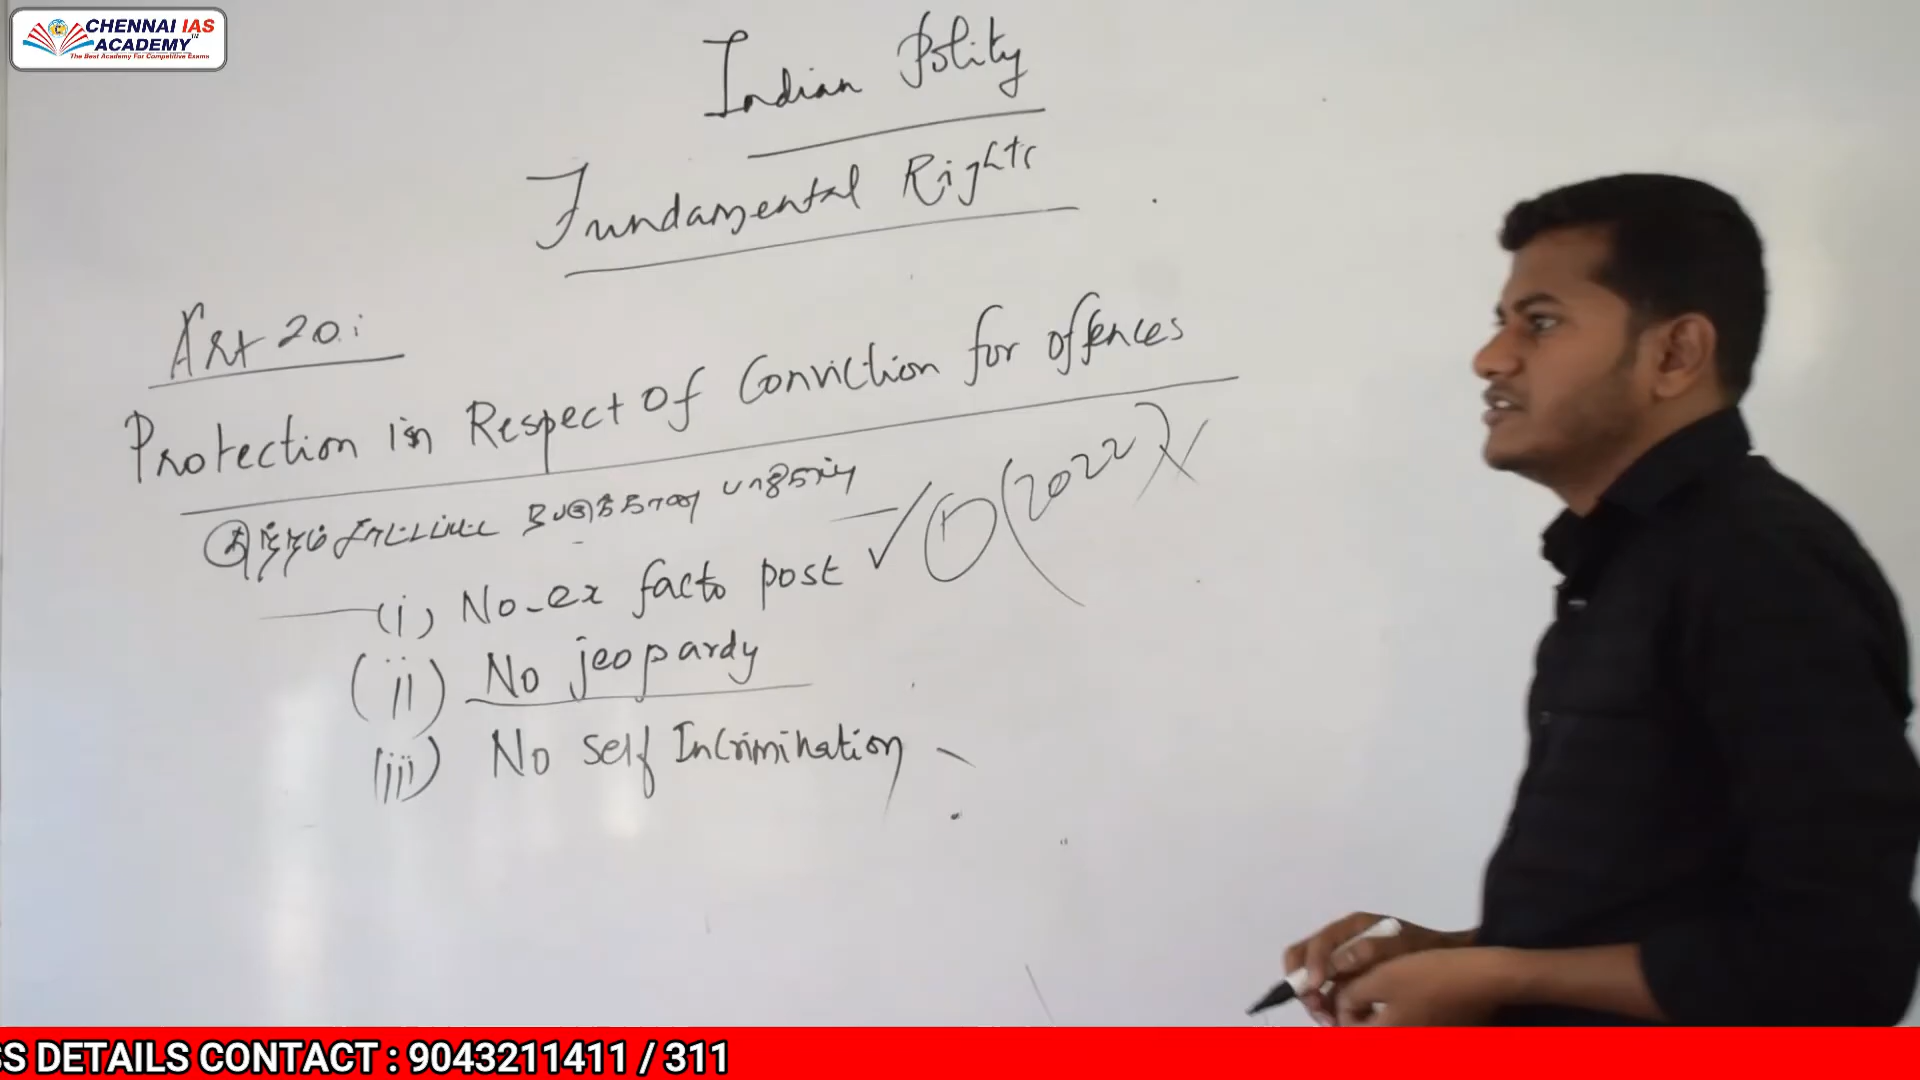 CHENNAI IAS
ACADEMY
The Best Academy For Competitive Exams
Indian Polity
Fundamental Rights
Art 20:
Protection in Respect Of Conviction for offences
(2022)
(i) No-ex facto post
(ii) No jeopardy
(iii) No Self Incrimination
SS DETAILS CONTACT : 9043211411 / 311